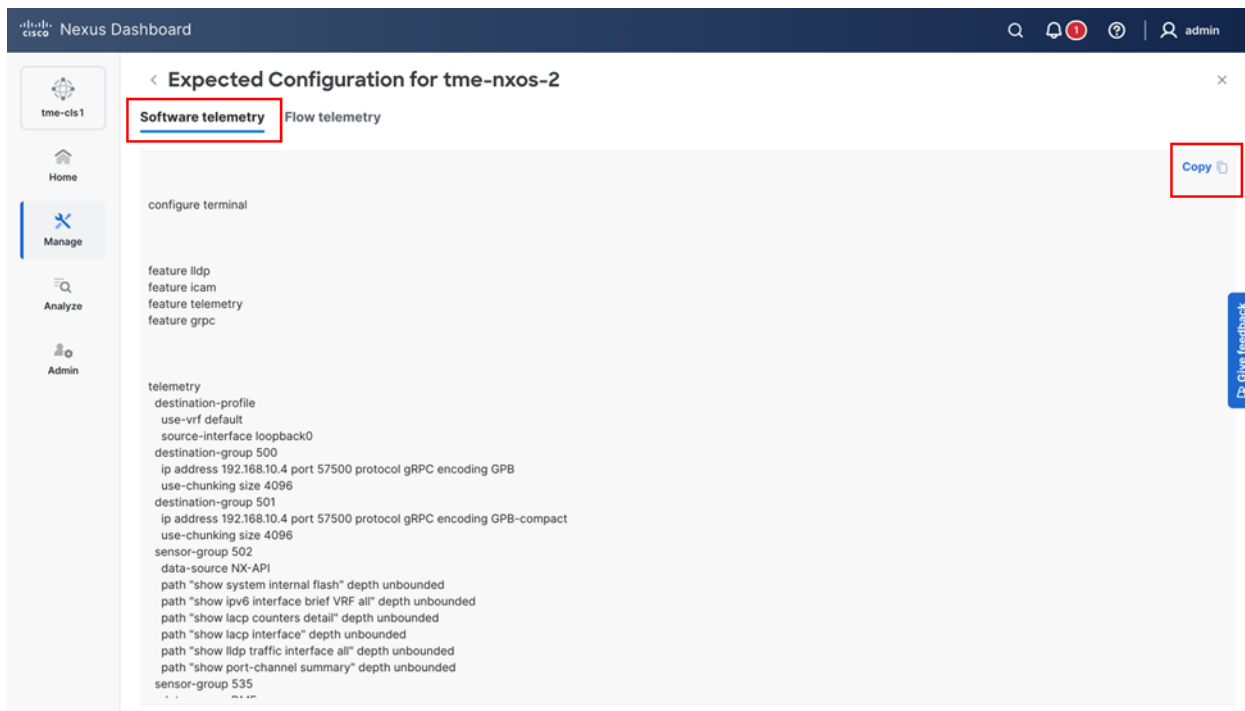 cisco Nexus Dashboard
1
admin
tme-cls1
Home
Manage
Analyze
Admin
Expected Configuration for tme-nxos-2
Software telemetry Flow telemetry
Copy
configure terminal
feature lldp
feature icam
feature telemetry
feature grpc
telemetry
destination-profile
use-vrf default
source-interface loopback0
destination-group 500
ip address 192.168.10.4 port 57500 protocol gRPC encoding GPB
use-chunking size 4096
destination-group 501
ip address 192.168.10.4 port 57500 protocol gRPC encoding GPB-compact
use-chunking size 4096
sensor-group 502
data-source NX-API
path "show system internal flash" depth unbounded
path "show ipv6 interface brief VRF all" depth unbounded
path "show lacp counters detail" depth unbounded
path "show lacp interface" depth unbounded
path "show lldp traffic interface all" depth unbounded
path "show port-channel summary" depth unbounded
sensor-group 535
Give feedback